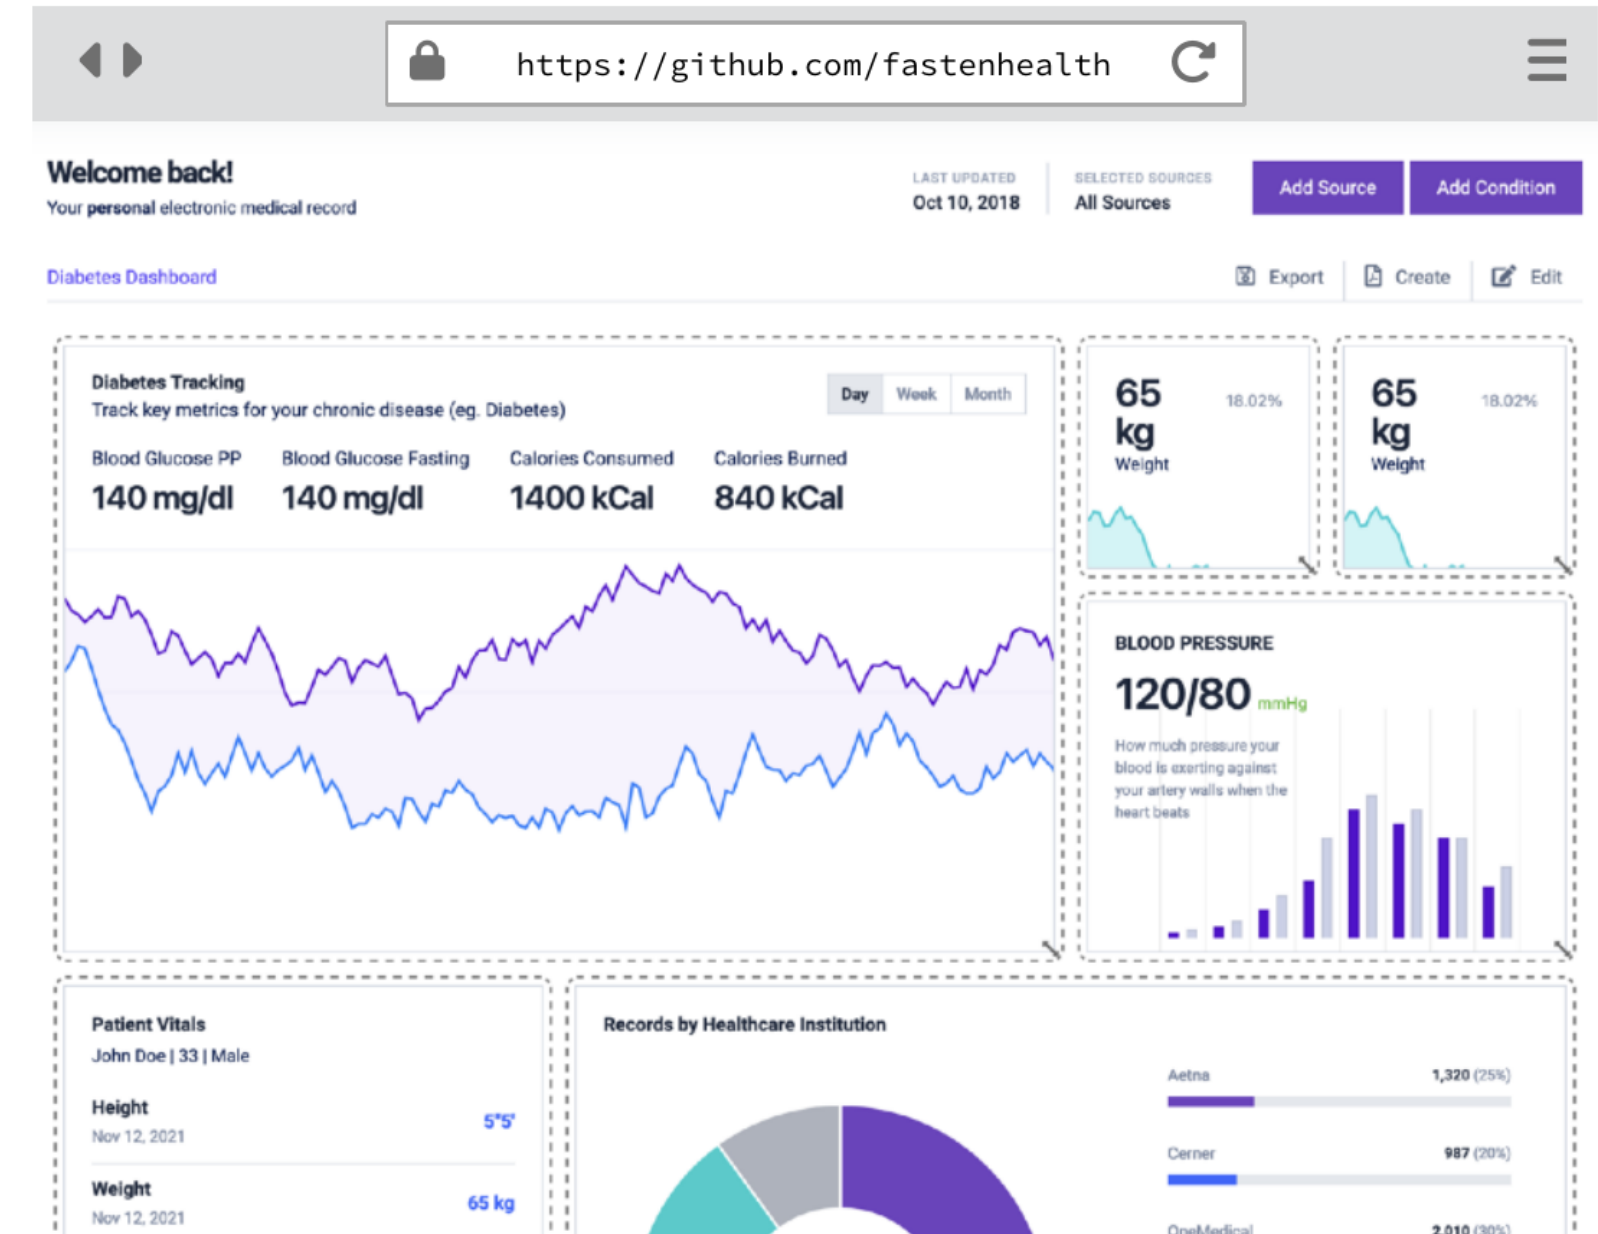 https://github.com/fastenhealth
Welcome back!
Your personal electronic medical record
LAST UPDATED
Oct 10, 2018
SELECTED SOURCES
All Sources
Add Source
Add Condition
Diabetes Dashboard
Export
Create
Edit
Diabetes Tracking
Track key metrics for your chronic disease (eg. Diabetes)
Day
Week
Month
Blood Glucose PP
140 mg/dl
Blood Glucose Fasting
140 mg/dl
Calories Consumed
1400 kCal
Calories Burned
840 kCal
65
kg
Weight
18.02%
65
kg
Weight
18.02%
BLOOD PRESSURE
120/80 mmHg
How much pressure your
blood is exerting against
your artery walls when the
heart beats
Patient Vitals
John Doe | 33 | Male
Height
Nov 12, 2021
5"5'
Weight
Nov 12, 2021
65 kg
Records by Healthcare Institution
Aetna
1,320 (25%)
Cerner
987 (20%)
OneMedical
2,010 (30%)